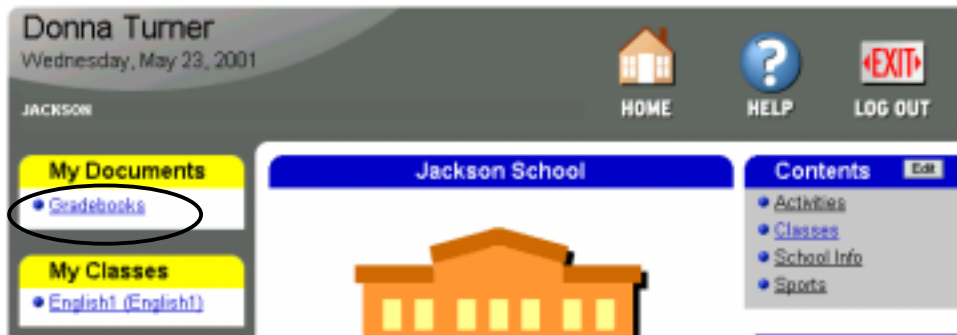 Donna Turner
Wednesday, May 23, 2001
JACKSON
?
HOME
HELP
EXIT
LOG OUT
My Documents
Gradebooks
My Classes
English1 (English1)
Jackson School
Contents
Edit
Activities
Classes
School Info
Sports